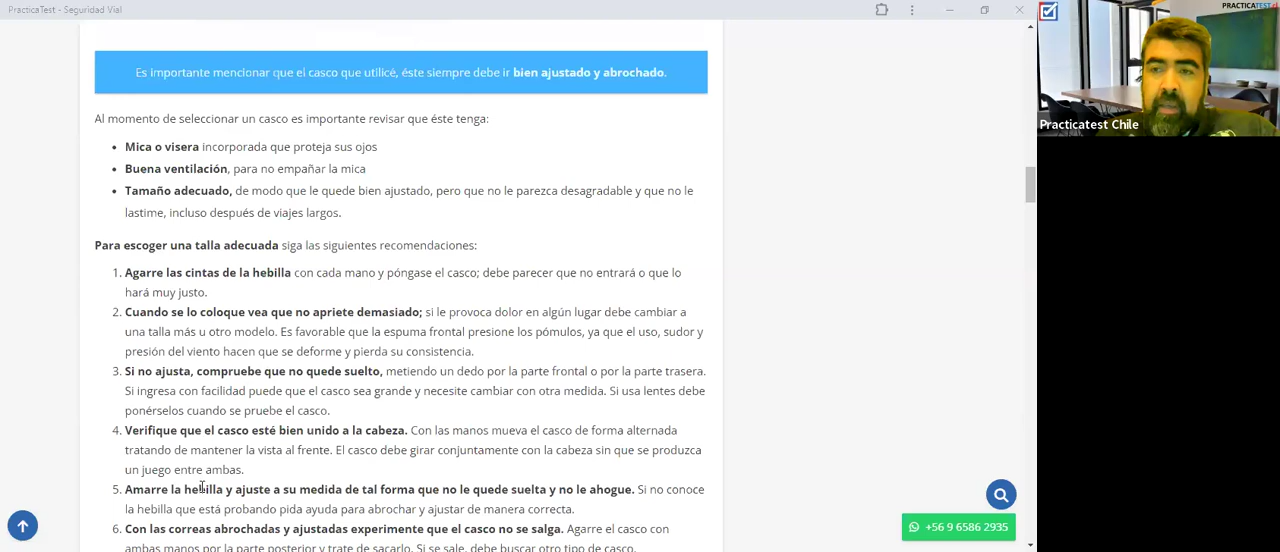 PracticaTest - Seguridad Vial
PRACTICATEST.cl
Practicatest Chile
Es importante mencionar que el casco que utilicé, éste siempre debe ir bien ajustado y abrochado.
Al momento de seleccionar un casco es importante revisar que éste tenga:
• Mica o visera incorporada que proteja sus ojos
• Buena ventilación, para no empañar la mica
• Tamaño adecuado, de modo que le quede bien ajustado, pero que no le parezca desagradable y que no le
lastime, incluso después de viajes largos.
Para escoger una talla adecuada siga las siguientes recomendaciones:
1. Agarre las cintas de la hebilla con cada mano y póngase el casco; debe parecer que no entrará o que lo
hará muy justo.
2. Cuando se lo coloque vea que no apriete demasiado; si le provoca dolor en algún lugar debe cambiar a
una talla más u otro modelo. Es favorable que la espuma frontal presione los pómulos, ya que el uso, sudor y
presión del viento hacen que se deforme y pierda su consistencia.
3. Si no ajusta, compruebe que no quede suelto, metiendo un dedo por la parte frontal o por la parte trasera.
Si ingresa con facilidad puede que el casco sea grande y necesite cambiar con otra medida. Si usa lentes debe
ponérselos cuando se pruebe el casco.
4. Verifique que el casco esté bien unido a la cabeza. Con las manos mueva el casco de forma alternada
tratando de mantener la vista al frente. El casco debe girar conjuntamente con la cabeza sin que se produzca
un juego entre ambas.
5. Amarre la hebilla y ajuste a su medida de tal forma que no le quede suelta y no le ahogue. Si no conoce
la hebilla que está probando pida ayuda para abrochar y ajustar de manera correcta.
6. Con las correas abrochadas y ajustadas experimente que el casco no se salga. Agarre el casco con
ambas manos por la parte posterior y trate de sacarlo. Si se sale, debe buscar otro tipo de casco.
+56 9 6586 2935